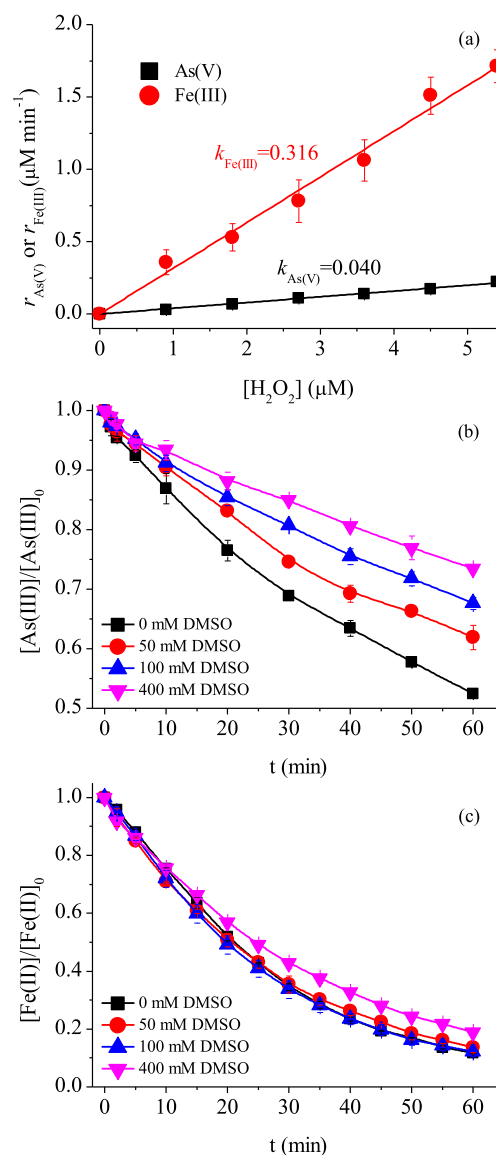 (a)
As(V)
Fe(III)
k_Fe(III)=0.316
k_As(V)=0.040
r_As(V) or r_Fe(III)(μM min⁻¹)
2.0
1.5
1.0
0.5
0.0
0 1 2 3 4 5
[H₂O₂] (μM)
(b)
[As(III)]/[As(III)]₀
1.0
0.9
0.8
0.7
0.6
0.5
0 mM DMSO
50 mM DMSO
100 mM DMSO
400 mM DMSO
0 10 20 30 40 50 60
t (min)
(c)
[Fe(II)]/[Fe(II)]₀
1.0
0.8
0.6
0.4
0.2
0.0
0 mM DMSO
50 mM DMSO
100 mM DMSO
400 mM DMSO
0 10 20 30 40 50 60
t (min)